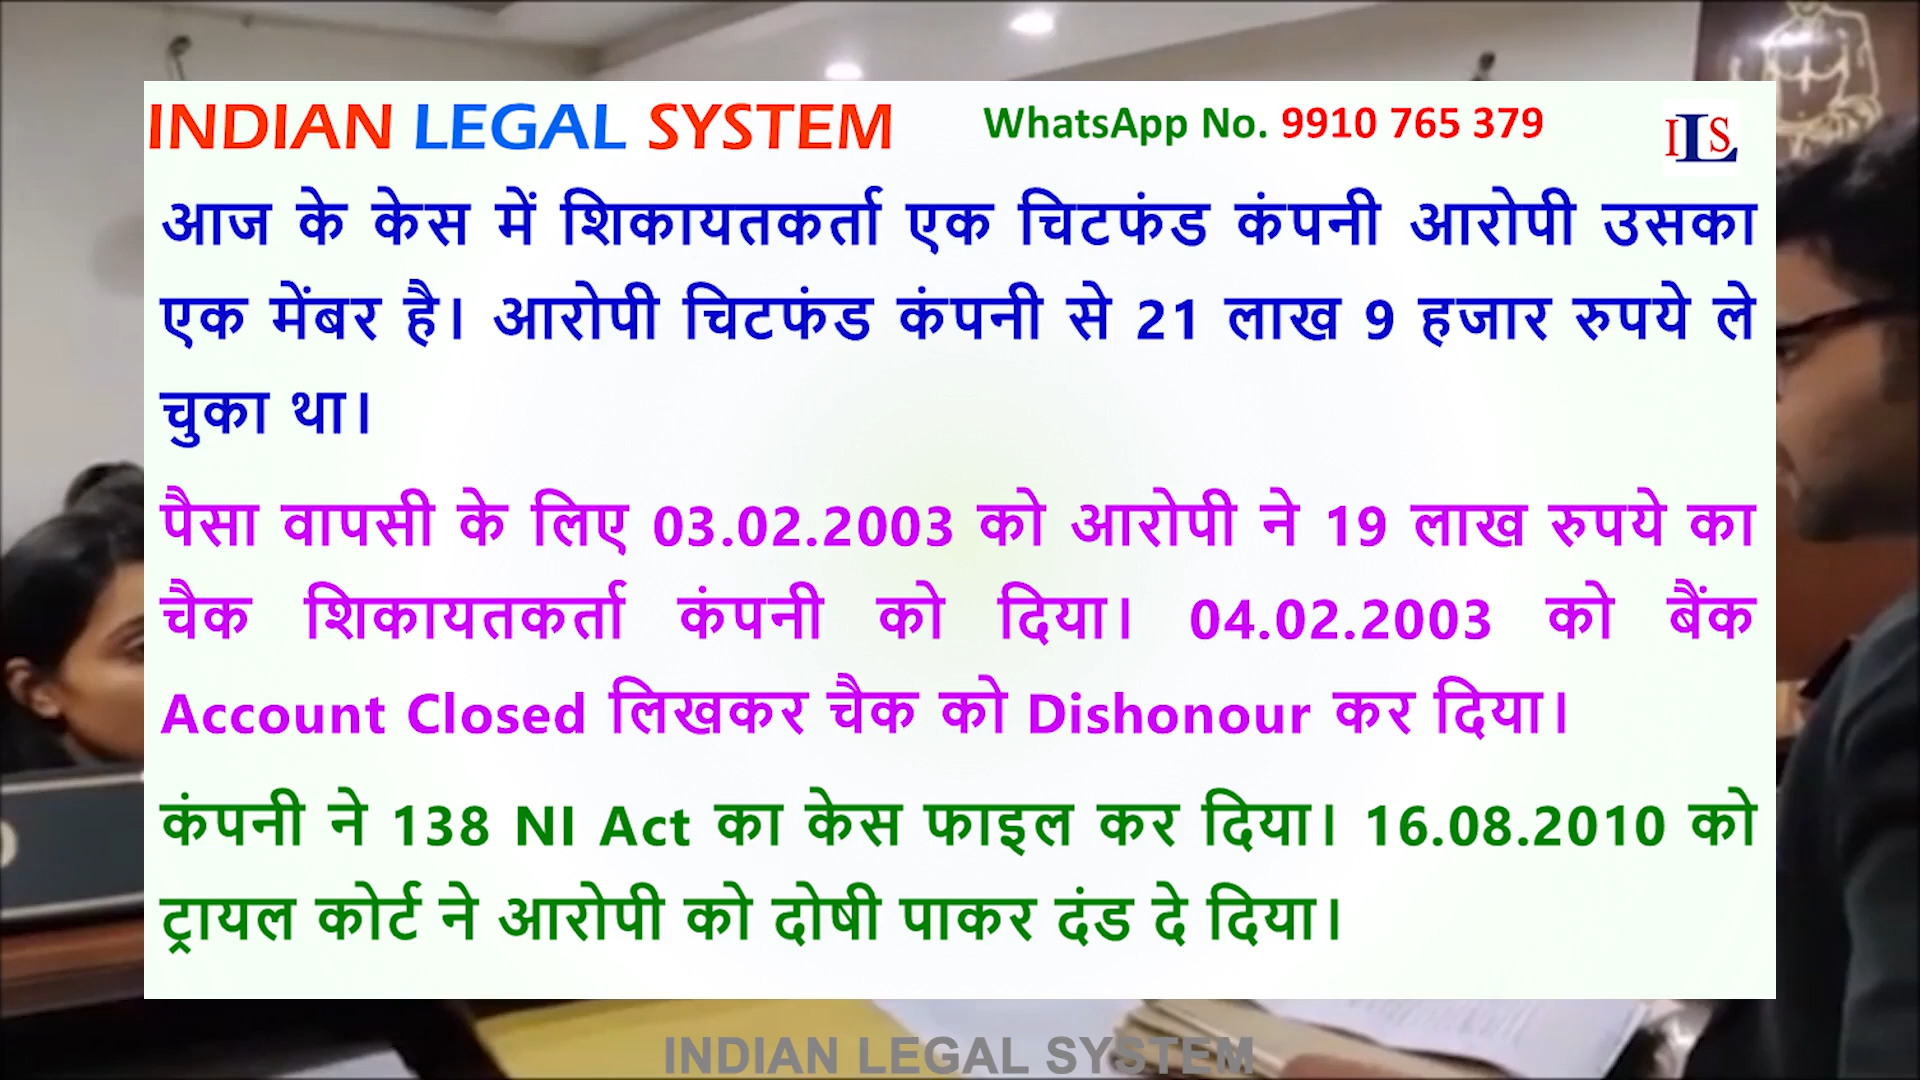 INDIAN LEGAL SYSTEM WhatsApp No. 9910 765 379 ILS
आज के केस में शिकायतकर्ता एक चिटफंड कंपनी आरोपी उसका
एक मेंबर है। आरोपी चिटफंड कंपनी से 21 लाख 9 हजार रुपये ले
चुका था।
पैसा वापसी के लिए 03.02.2003 को आरोपी ने 19 लाख रुपये का
चैक शिकायतकर्ता कंपनी को दिया। 04.02.2003 को बैंक
Account Closed लिखकर चैक को Dishonour कर दिया।
कंपनी ने 138 NI Act का केस फाइल कर दिया। 16.08.2010 को
ट्रायल कोर्ट ने आरोपी को दोषी पाकर दंड दे दिया।
INDIAN LEGAL SYSTEM